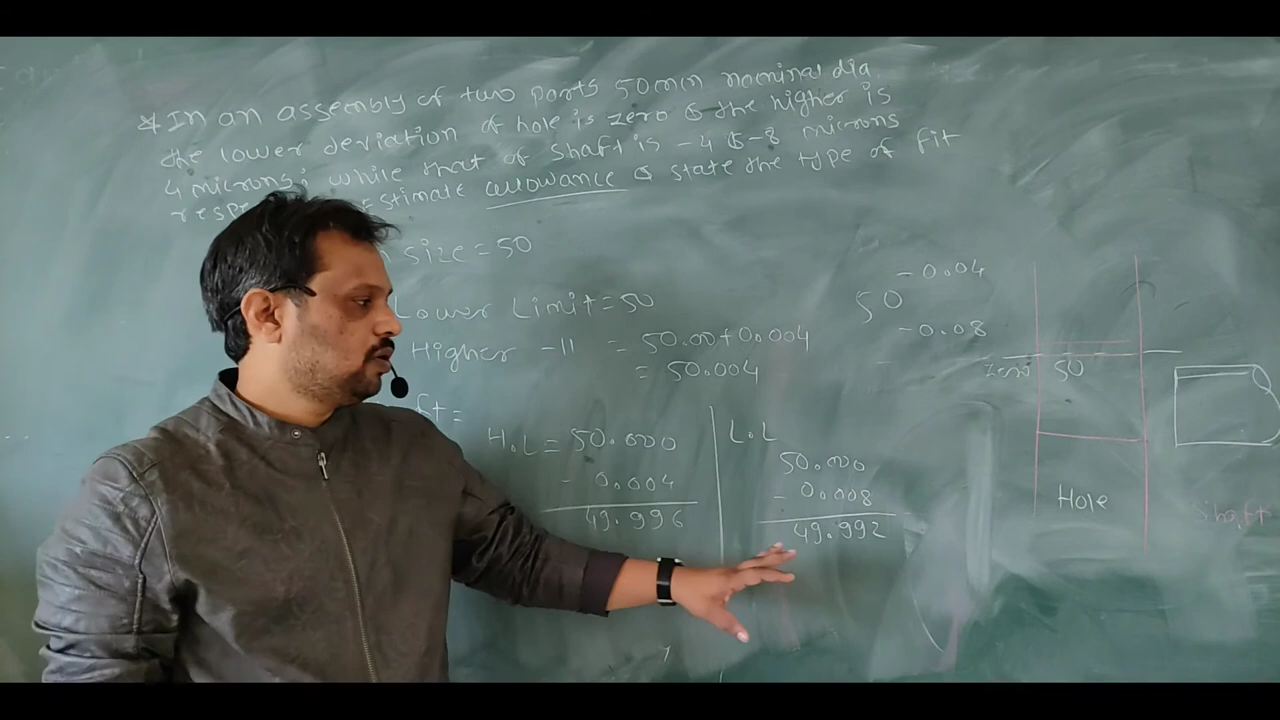 * In an assembly of two parts 50mm nominal dia
the lower deviation of hole is zero & the higher is
4 microns; while that of shaft is -4 & -8 microns
allowance & state the type of fit
size = 50
Lower Limit = 50
Higher -11 = 50.00+0.004
= 50.004
ft =
H.L = 50.000
- 0.004
49.996
L.L
50.000
- 0.008
49.992
50
-0.04
-0.08
Zero
50
Hole
Shaft